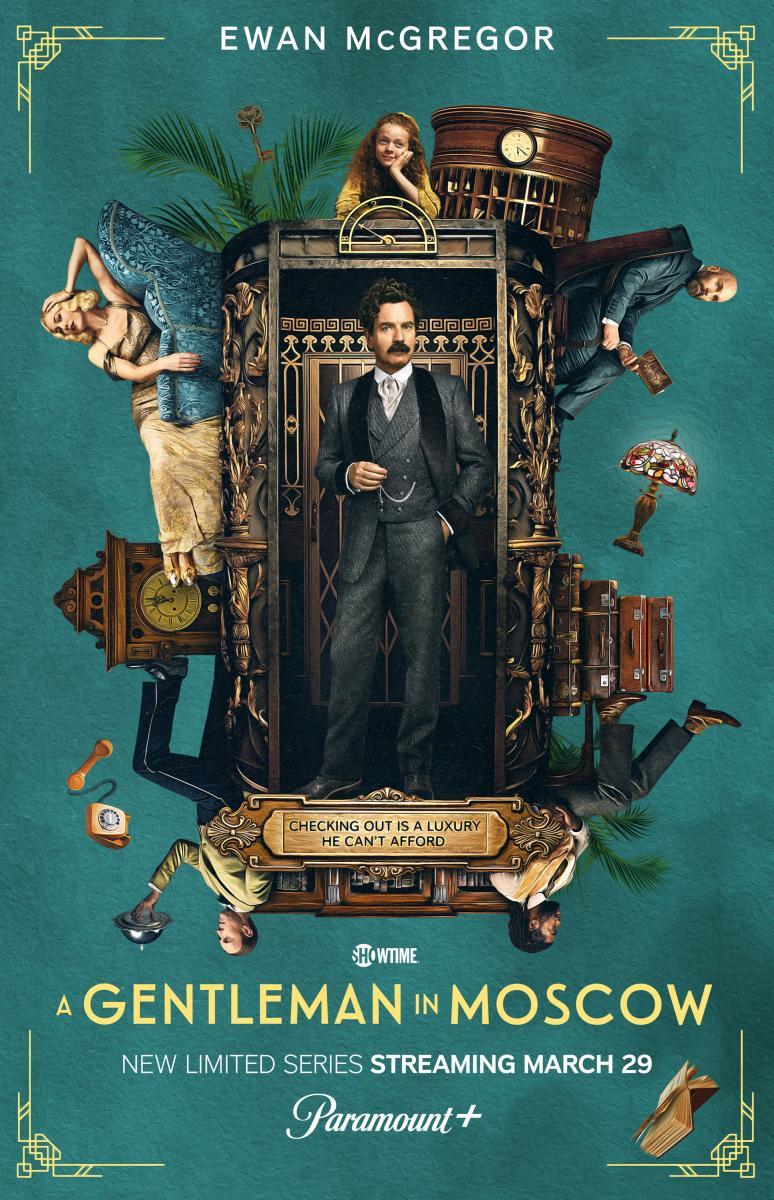 EWAN McGREGOR
CHECKING OUT IS A LUXURY
HE CAN'T AFFORD
SHOWTIME
A GENTLEMAN IN MOSCOW
NEW LIMITED SERIES STREAMING MARCH 29
Paramount+